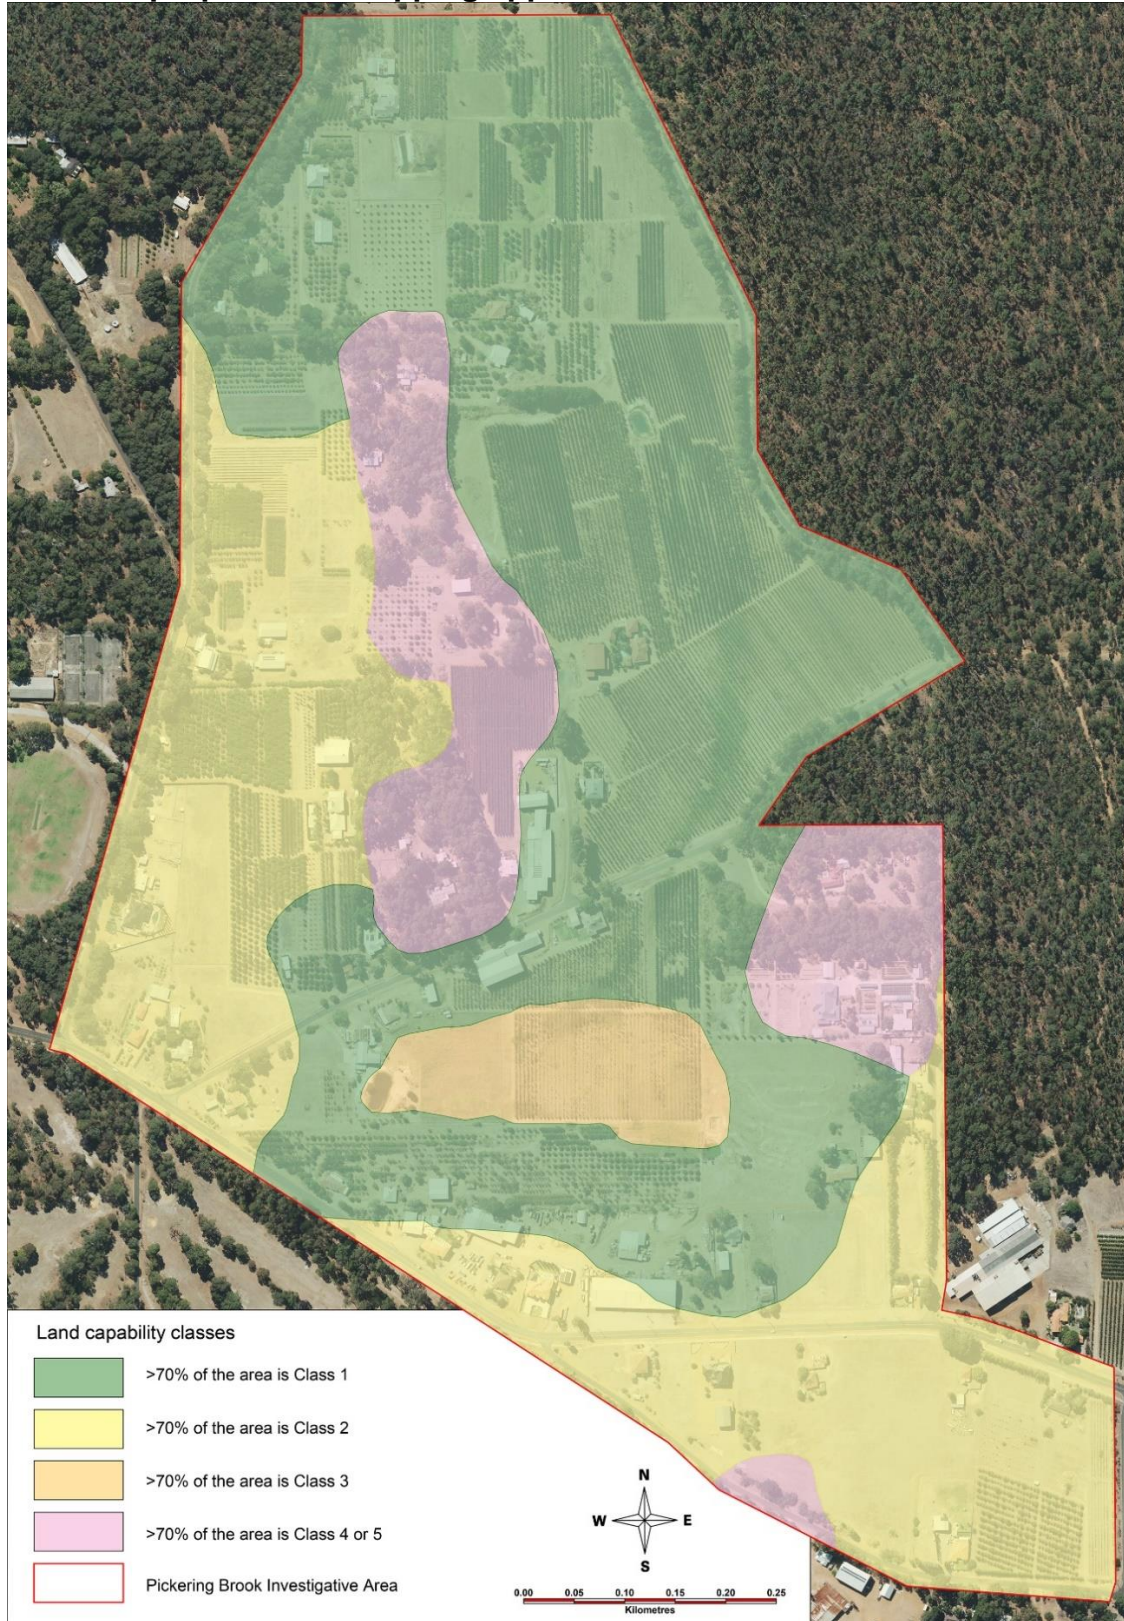 Land capability classes
>70% of the area is Class 1
>70% of the area is Class 2
>70% of the area is Class 3
>70% of the area is Class 4 or 5
Pickering Brook Investigative Area
N
W E
S
0.00 0.05 0.10 0.15 0.20 0.25
Kilometres